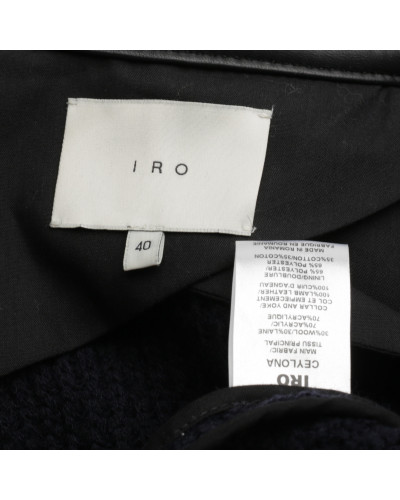 IRO
40
IRO
CEYLONA
MAIN FABRIC/
TISSU PRINCIPAL
30%WOOL/30%LAINE
70%ACRYLIC/
70%ACRYLIQUE
COLLAR AND YOKE/
COL ET EMPIECEMENT
100%LAMB LEATHER/
100%CUIR D'AGNEAU
LINING/DOUBLURE
65% POLYESTER/
65% POLYESTER
35%COTTON/35%COTON
MADE IN ROMANIA
FABRIQUE EN ROUMANIE